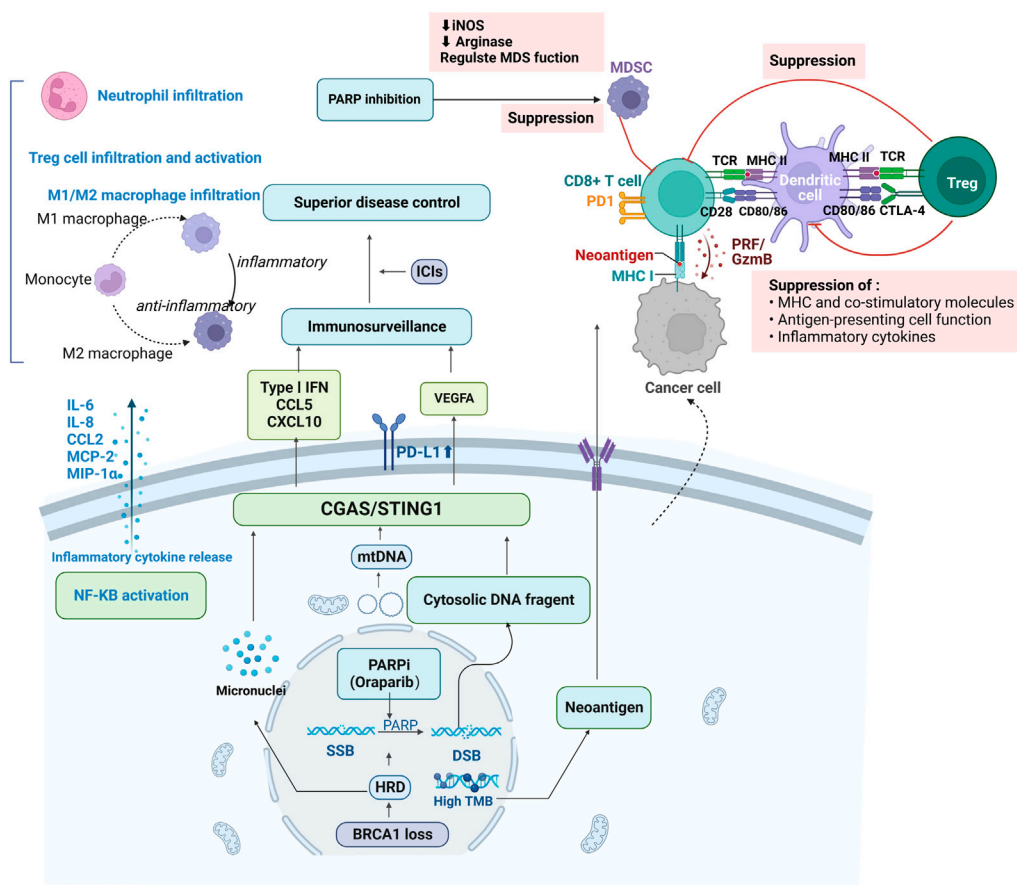 ⬇iNOS
⬇ Arginase
Regulste MDS fuction
MDSC
Suppression
PARP inhibition
Suppression
Neutrophil infiltration
Treg cell infiltration and activation
M1/M2 macrophage infiltration
M1 macrophage
Monocyte
inflammatory
anti-inflammatory
M2 macrophage
Superior disease control
ICIs
Immunosurveillance
Type I IFN
CCL5
CXCL10
VEGFA
CD8+ T cell
PD1
TCR
MHC II
CD28
CD80/86
Dendritic
cell
MHC II
TCR
CD80/86
CTLA-4
Treg
Neoantigen
MHC I
PRF/
GzmB
Cancer cell
Suppression of :
• MHC and co-stimulatory molecules
• Antigen-presenting cell function
• Inflammatory cytokines
IL-6
IL-8
CCL2
MCP-2
MIP-1α
PD-L1⬆
CGAS/STING1
Inflammatory cytokine release
NF-KB activation
mtDNA
Cytosolic DNA fragent
Micronuclei
PARPi
(Oraparib)
PARP
SSB
DSB
HRD
High TMB
BRCA1 loss
Neoantigen